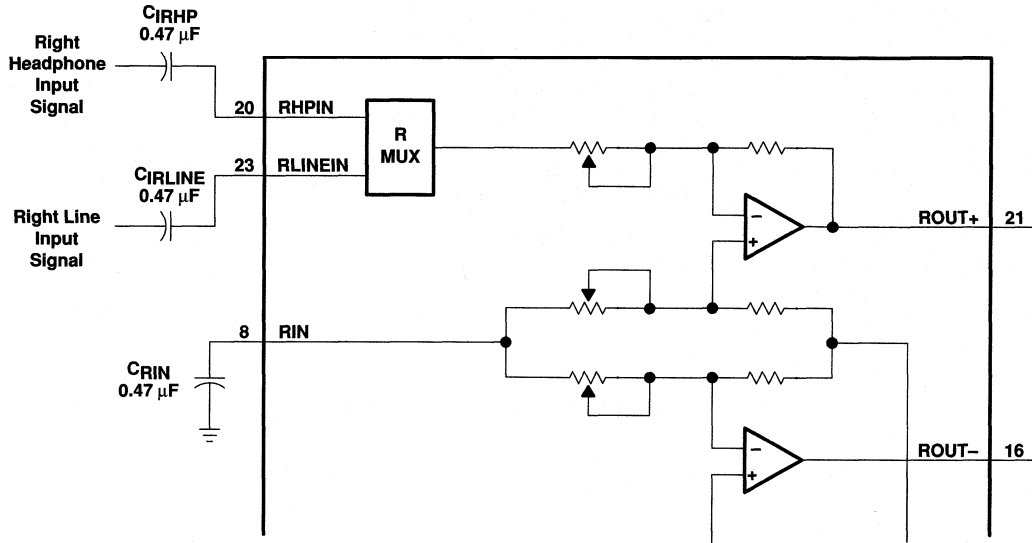 CIRHP
0.47 µF
Right
Headphone
Input
Signal
20
RHPIN
R
MUX
23
RLINEIN
CIRLINE
0.47 µF
Right Line
Input
Signal
−
+
ROUT+
21
8
RIN
CRIN
0.47 µF
−
+
ROUT−
16